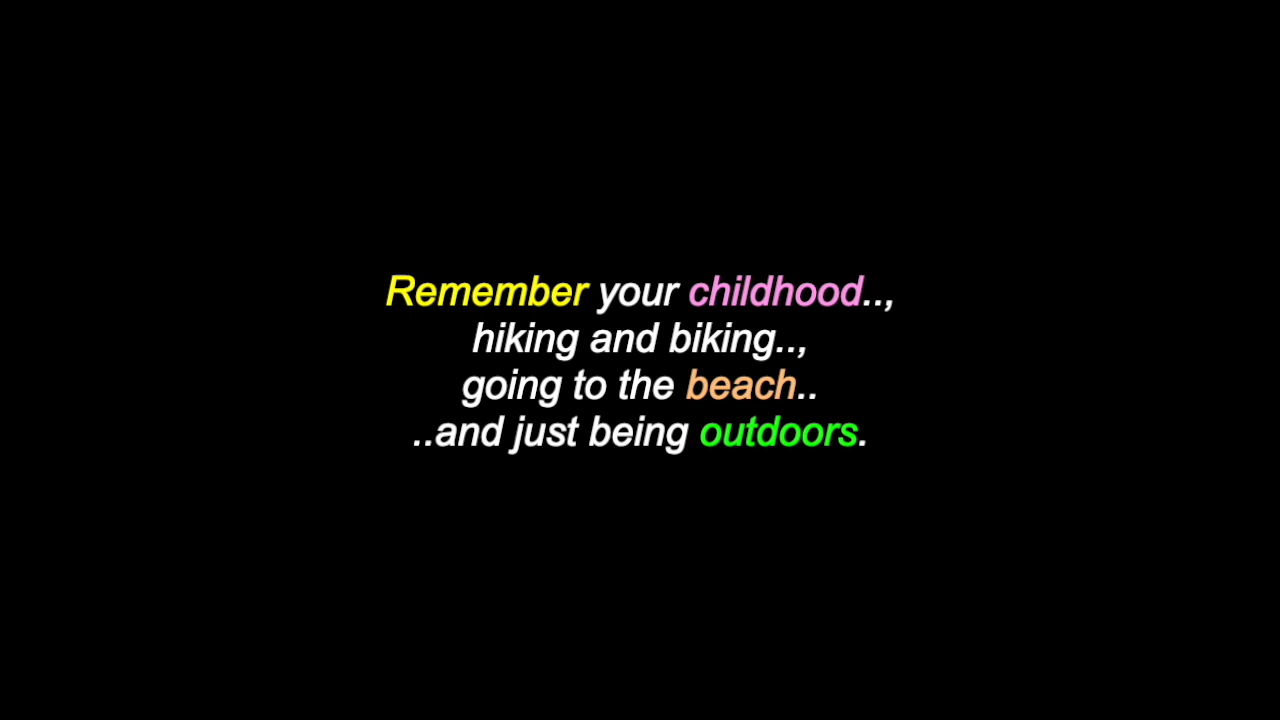 Remember your childhood..,
hiking and biking..,
going to the beach..
..and just being outdoors.